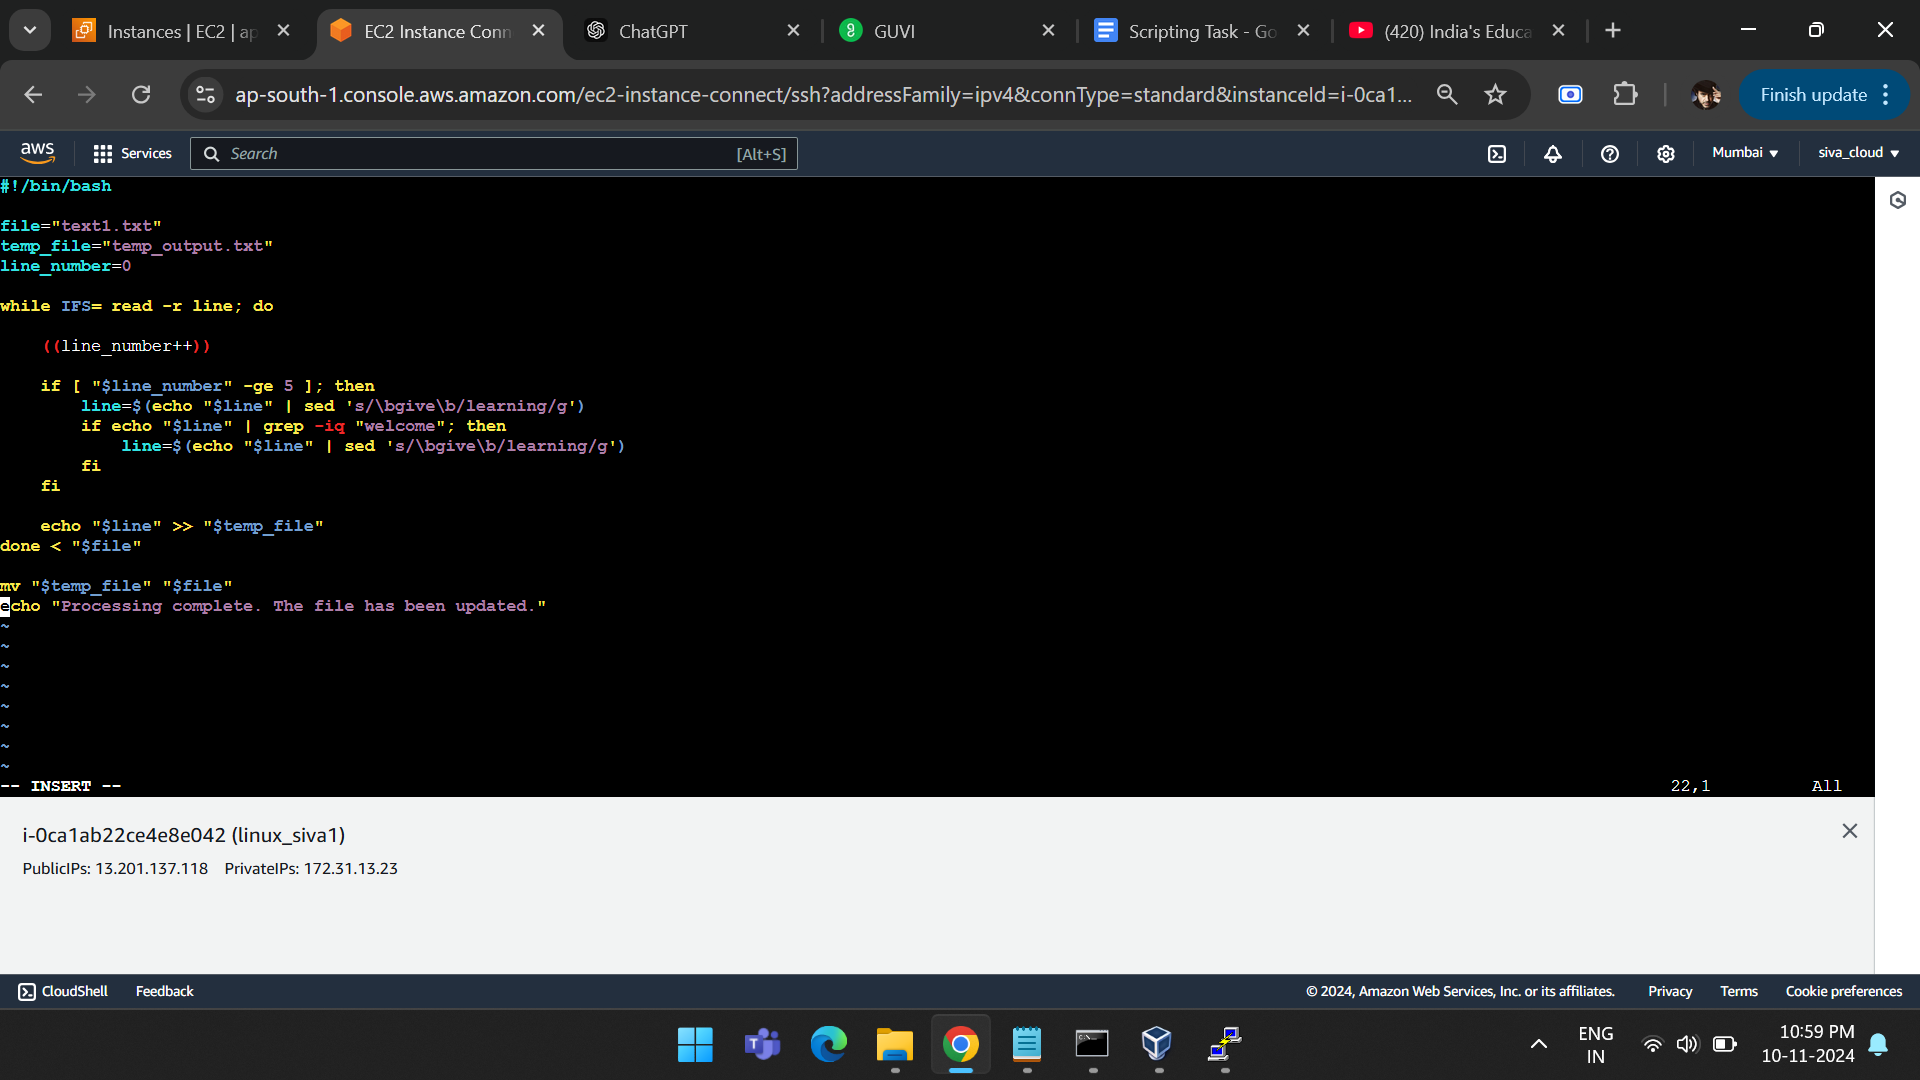 Instances | EC2 | ap
EC2 Instance Conn
ChatGPT
GUVI
Scripting Task - Go
(420) India's Educa
ap-south-1.console.aws.amazon.com/ec2-instance-connect/ssh?addressFamily=ipv4&connType=standard&instanceId=i-0ca1...
Finish update
aws
Services
Search
[Alt+S]
Mumbai
siva_cloud
#!/bin/bash
file="text1.txt"
temp_file="temp_output.txt"
line_number=0
while IFS= read -r line; do
((line_number++))
if [ "$line_number" -ge 5 ]; then
line=$(echo "$line" | sed 's/\bgive\b/learning/g')
if echo "$line" | grep -iq "welcome"; then
line=$(echo "$line" | sed 's/\bgive\b/learning/g')
fi
fi
echo "$line" >> "$temp_file"
done < "$file"
mv "$temp_file" "$file"
echo "Processing complete. The file has been updated."
~
~
~
~
~
~
~
~
-- INSERT --
22,1
All
i-0ca1ab22ce4e8e042 (linux_siva1)
PublicIPs: 13.201.137.118 PrivateIPs: 172.31.13.23
CloudShell
Feedback
© 2024, Amazon Web Services, Inc. or its affiliates.
Privacy
Terms
Cookie preferences
ENG
IN
10:59 PM
10-11-2024